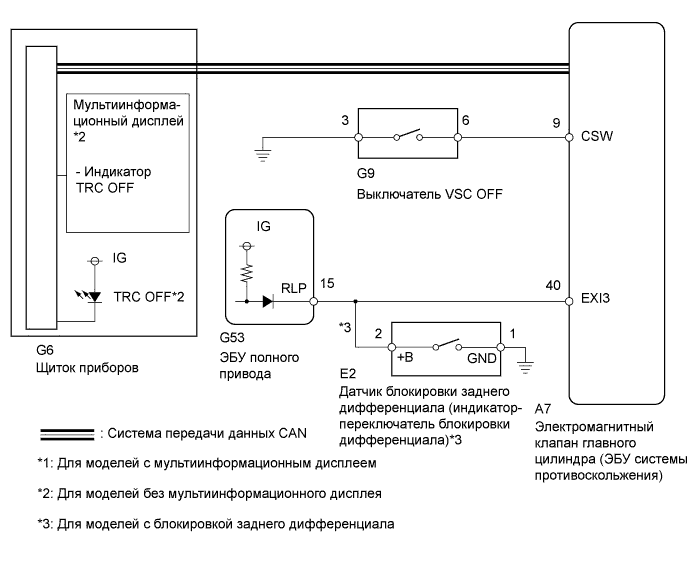 Мультиинформа-
ционный дисплей
*2
- Индикатор
TRC OFF
IG
TRC OFF*2
G6
Щиток приборов
3
6
9
CSW
G9
Выключатель VSC OFF
IG
RLP
15
40
EXI3
G53
ЭБУ полного
привода
*3
2
1
+B
GND
E2
Датчик блокировки заднего
дифференциала (индикатор-
переключатель блокировки
дифференциала)*3
A7
Электромагнитный
клапан главного
цилиндра (ЭБУ системы
противоскольжения)
: Система передачи данных CAN
*1: Для моделей с мультиинформационным дисплеем
*2: Для моделей без мультиинформационного дисплея
*3: Для моделей с блокировкой заднего дифференциала